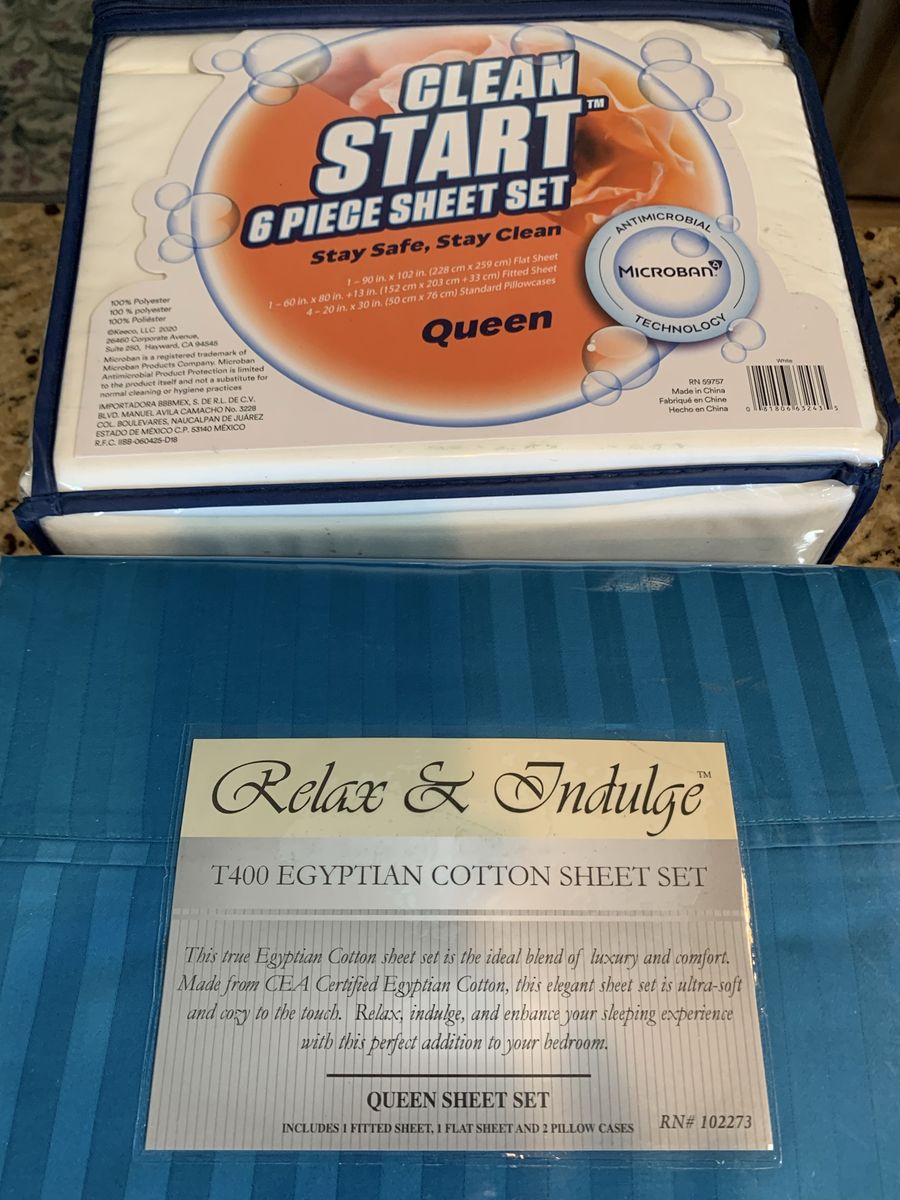 CLEAN
START™
6 PIECE SHEET SET
Stay Safe, Stay Clean
1 – 90 in. x 102 in. (228 cm x 259 cm) Flat Sheet
1 – 60 in. x 80 in. +13 in. (152 cm x 203 cm +33 cm) Fitted Sheet
4 – 20 in. x 30 in. (50 cm x 76 cm) Standard Pillowcases
Queen
ANTIMICROBIAL
MICROBAN®
TECHNOLOGY
100% Polyester
100 % polyester
100% Poliéster
©Keeco, LLC 2020
26460 Corporate Avenue,
Suite 250, Hayward, CA 94545
Microban is a registered trademark of
Microban Products Company. Microban
Antimicrobial Product Protection is limited
to the product itself and not a substitute for
normal cleaning or hygiene practices
IMPORTADORA BBBMEX, S. DE R.L. DE C.V.
BLVD. MANUEL AVILA CAMACHO No. 3228
COL. BOULEVARES, NAUCALPAN DE JUÁREZ
ESTADO DE MÉXICO C.P. 53140 MÉXICO
R.F.C. IIBB-060425-D18
RN 59757
Made in China
Fabriqué en Chine
Hecho en China
White
0 81806 63243 5
Relax & Indulge™
T400 EGYPTIAN COTTON SHEET SET
This true Egyptian Cotton sheet set is the ideal blend of luxury and comfort.
Made from CEA Certified Egyptian Cotton, this elegant sheet set is ultra-soft
and cozy to the touch. Relax, indulge, and enhance your sleeping experience
with this perfect addition to your bedroom.
QUEEN SHEET SET
INCLUDES 1 FITTED SHEET, 1 FLAT SHEET AND 2 PILLOW CASES
RN# 102273